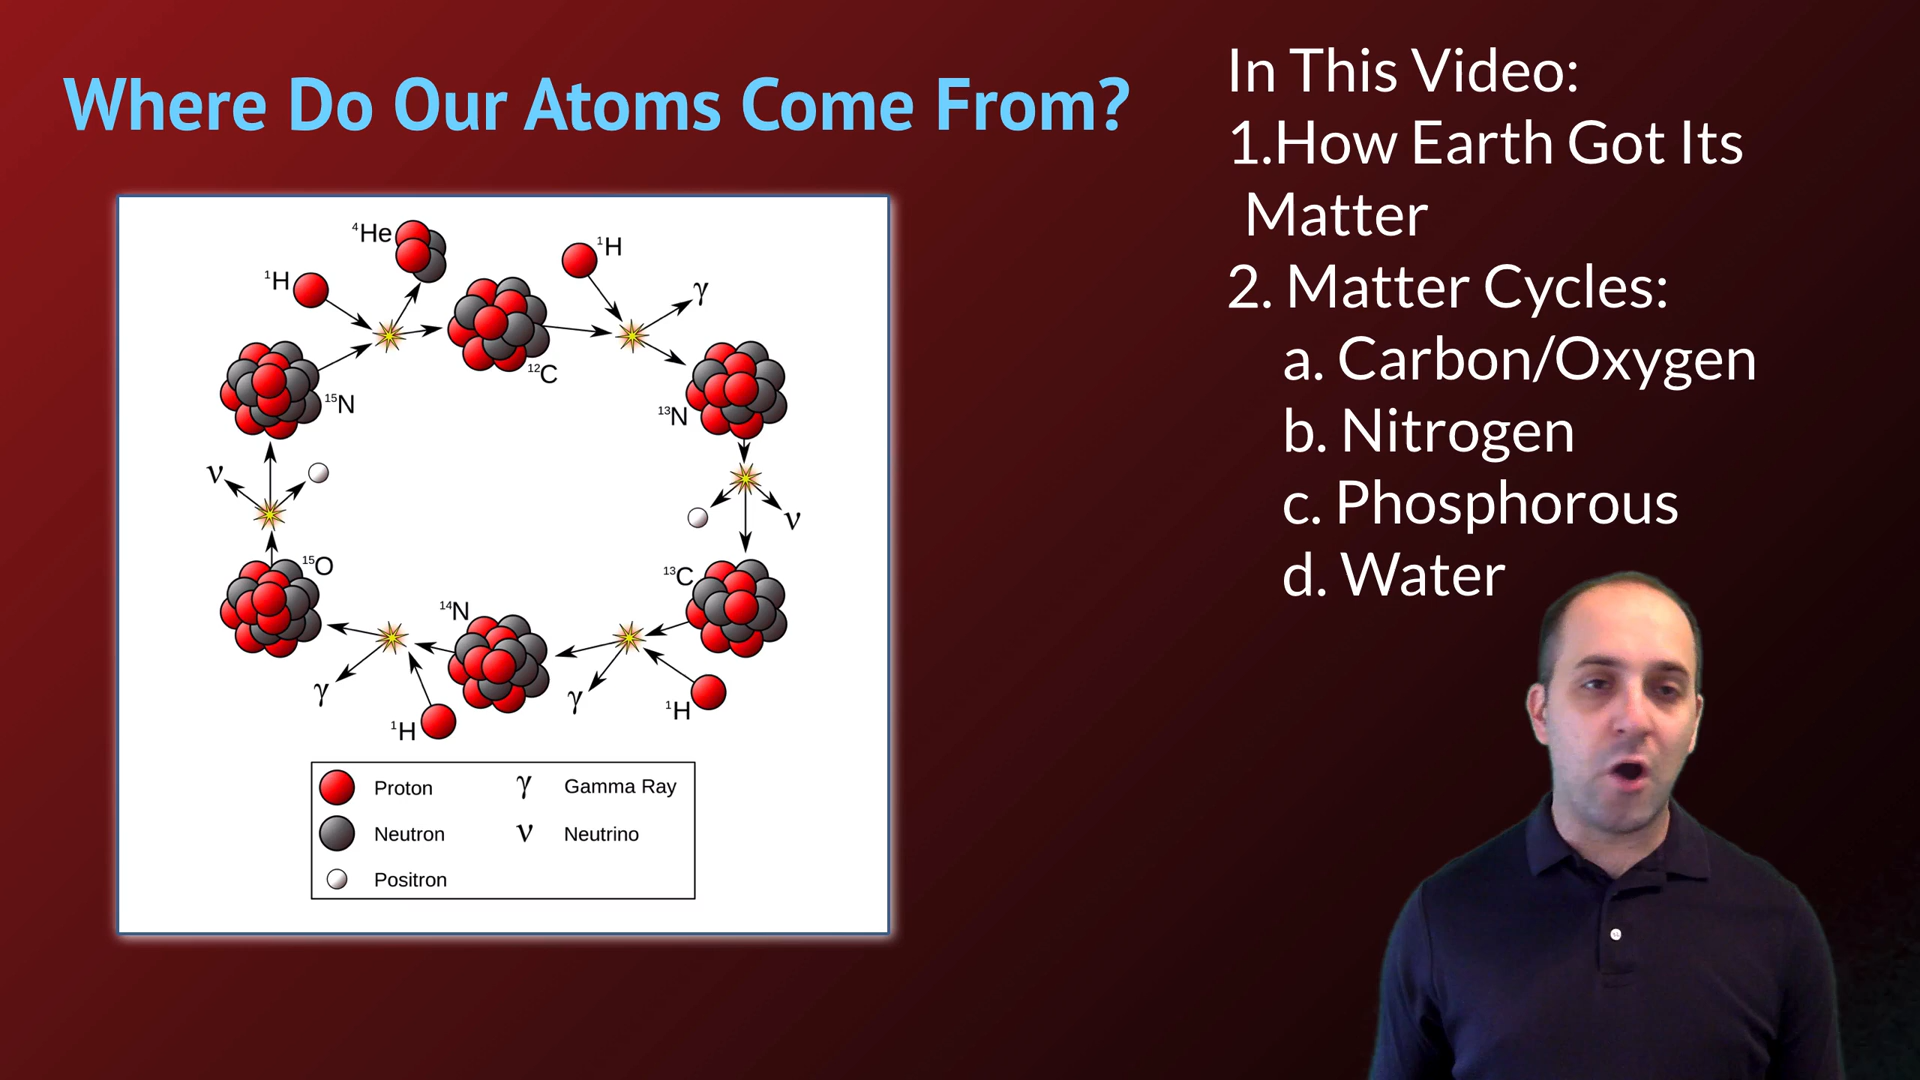 Where Do Our Atoms Come From?
In This Video:
1.How Earth Got Its
Matter
2. Matter Cycles:
a. Carbon/Oxygen
b. Nitrogen
c. Phosphorous
d. Water
⁴He
¹H
¹H
γ
¹²C
¹⁵N
¹³N
ν
ν
¹⁵O
¹³C
¹⁴N
γ
γ
¹H
¹H
Proton
γ Gamma Ray
Neutron
ν Neutrino
Positron